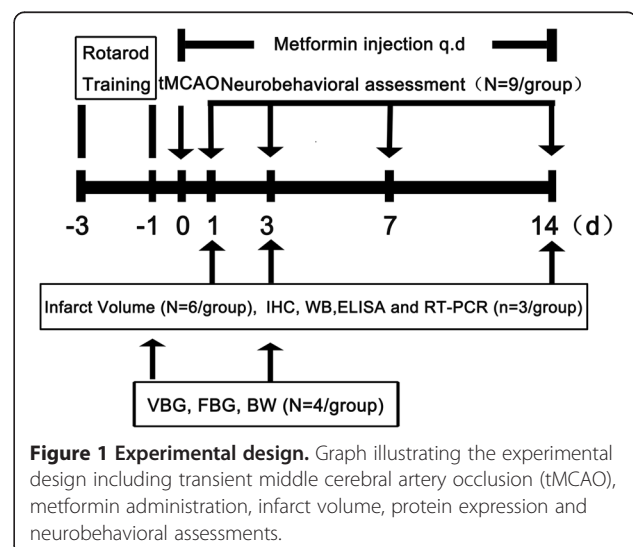 Metformin injection q.d
Rotarod
Training
tMCAO Neurobehavioral assessment（N=9/group）
-3 -1 0 1 3 7 14（d）
Infarct Volume (N=6/group), IHC, WB,ELISA and RT-PCR (n=3/group)
VBG, FBG, BW (N=4/group)
Figure 1 Experimental design. Graph illustrating the experimental
design including transient middle cerebral artery occlusion (tMCAO),
metformin administration, infarct volume, protein expression and
neurobehavioral assessments.